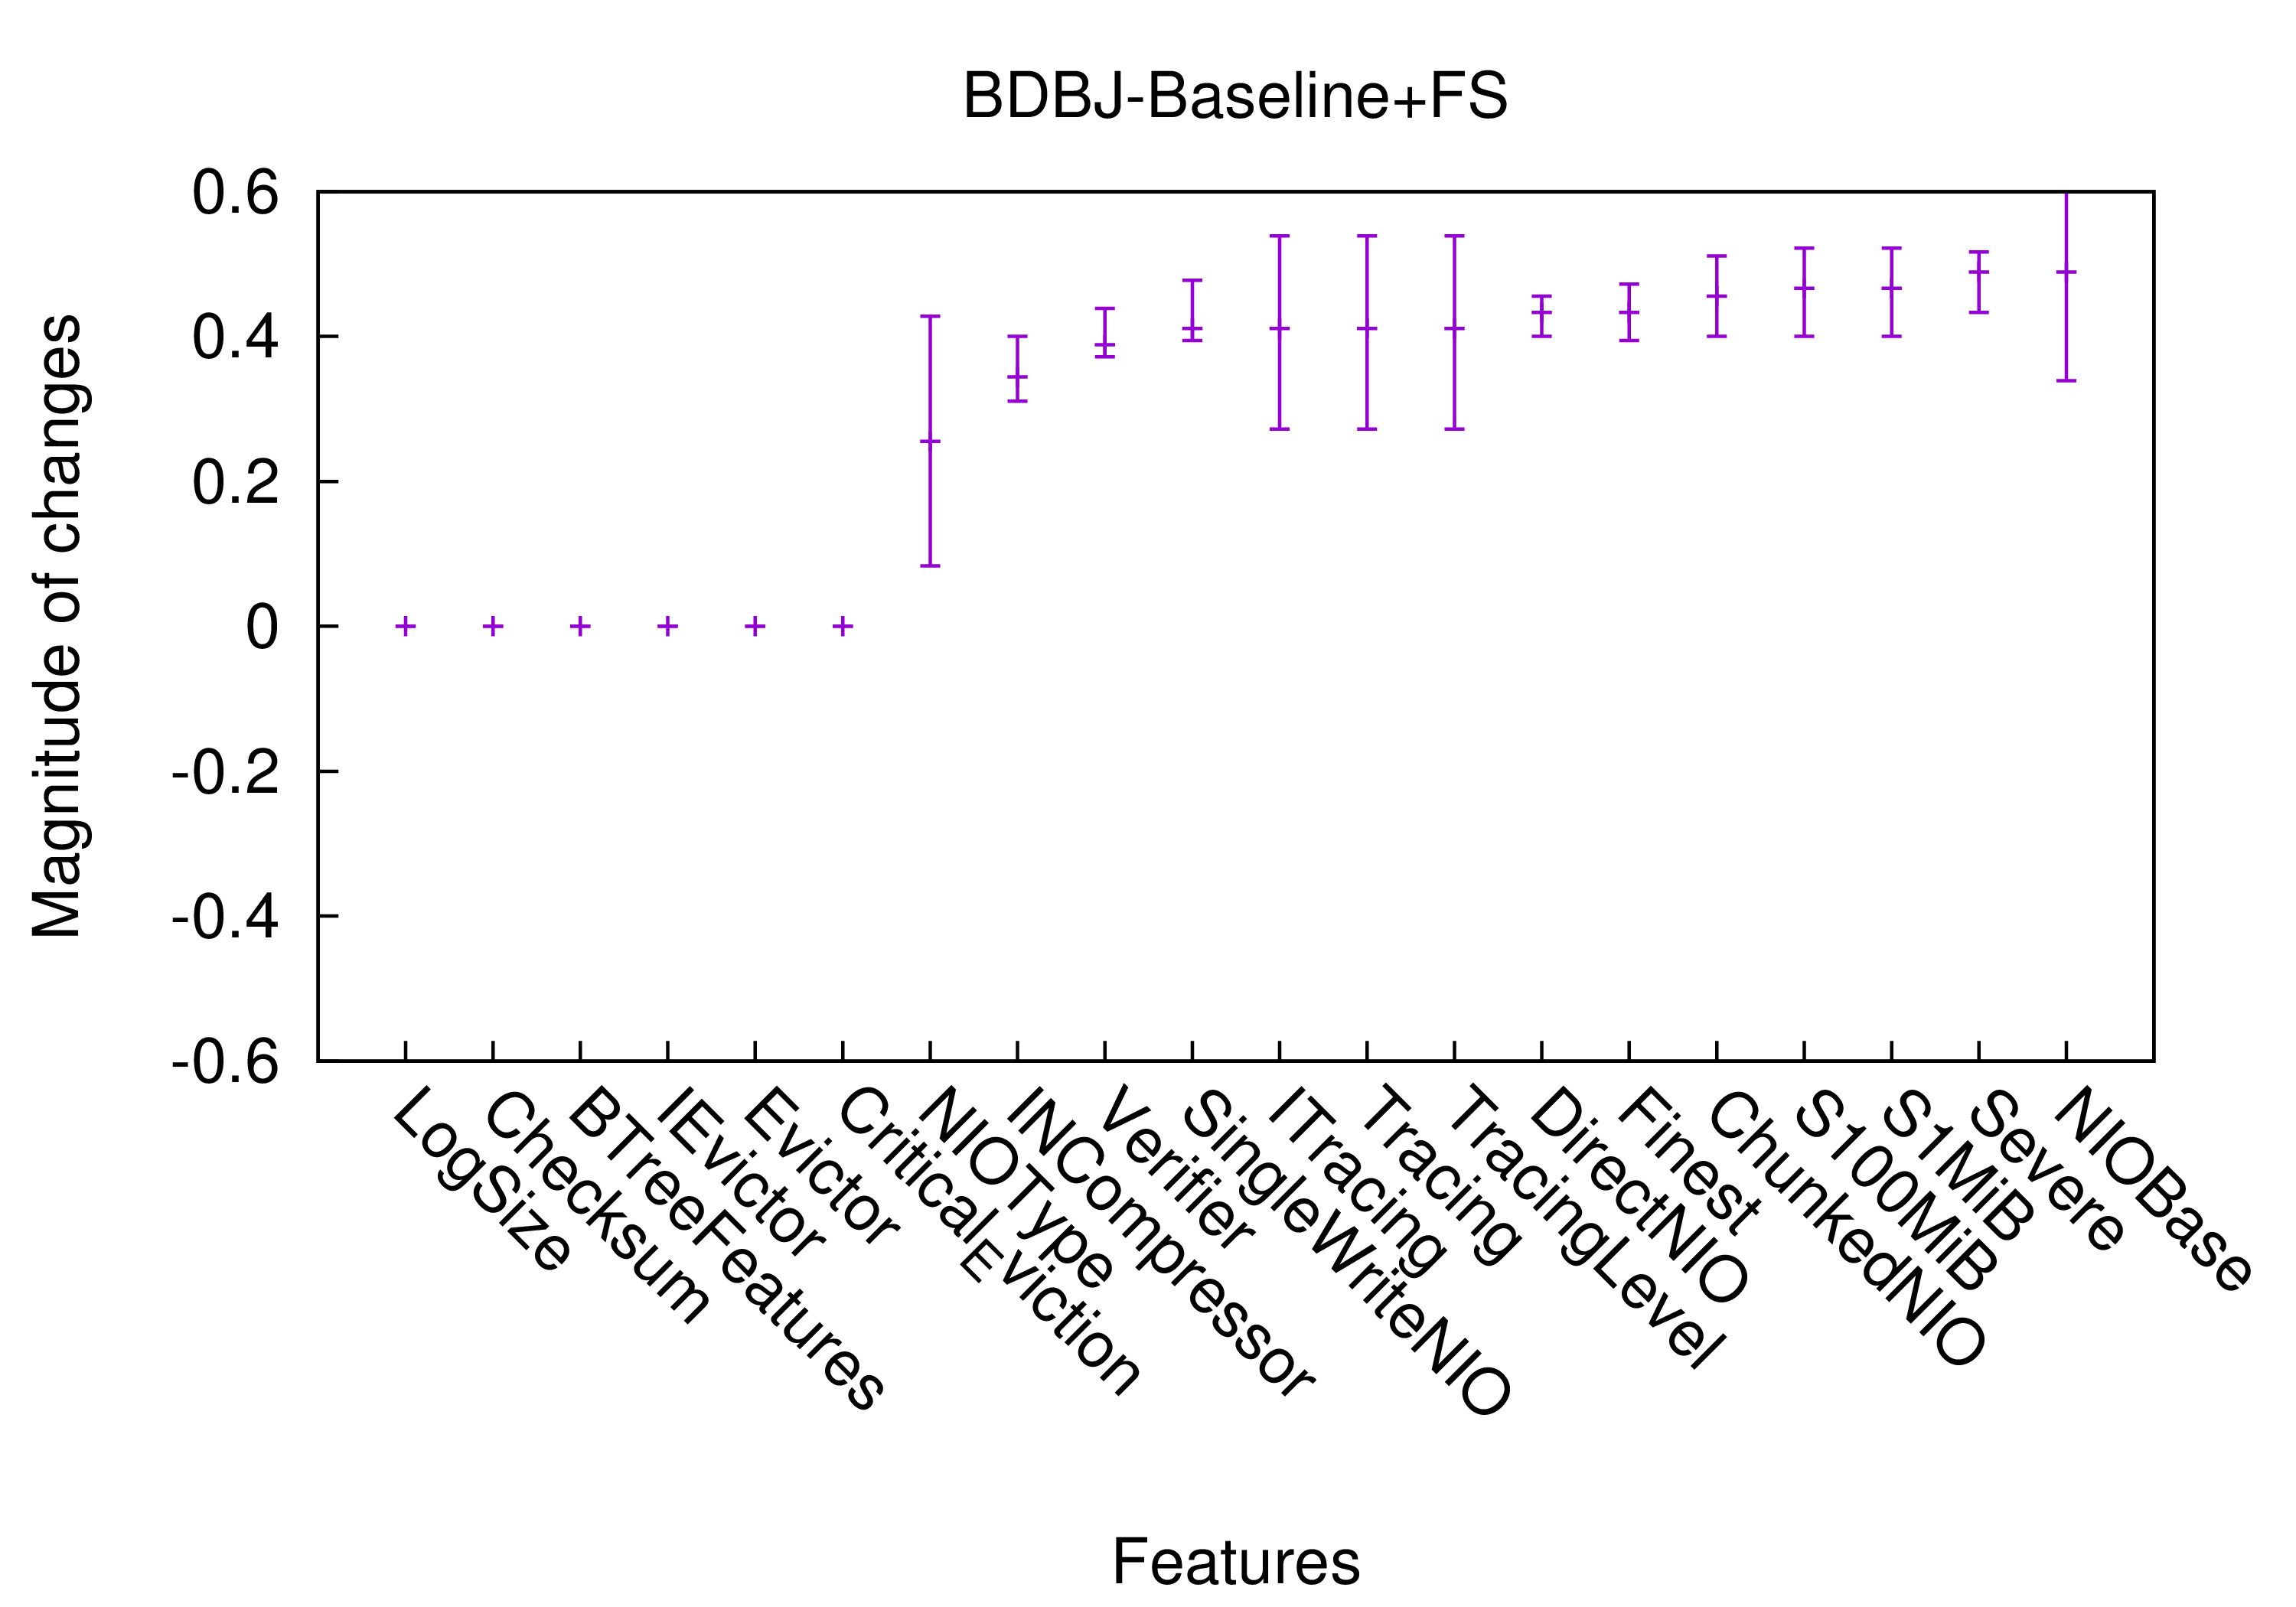 BDBJ-Baseline+FS
0.6
0.4
0.2
0
-0.2
-0.4
-0.6
Magnitude of changes
LogSize
Checksum
BTreeFeatures
IEvictor
Evictor
CriticalEviction
NIOType
INCompressor
Verifier
SingleWriteNIO
ITracing
Tracing
TracingLevel
DirectNIO
Finest
ChunkedNIO
S100MiB
S1MiB
Severe
NIOBase
Features